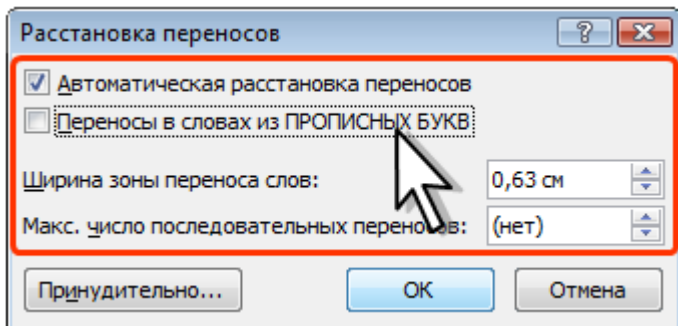 Расстановка переносов
Автоматическая расстановка переносов
Переносы в словах из ПРОПИСНЫХ БУКВ
Ширина зоны переноса слов: 0,63 см
Макс. число последовательных переносов: (нет)
Принудительно... ОК Отмена